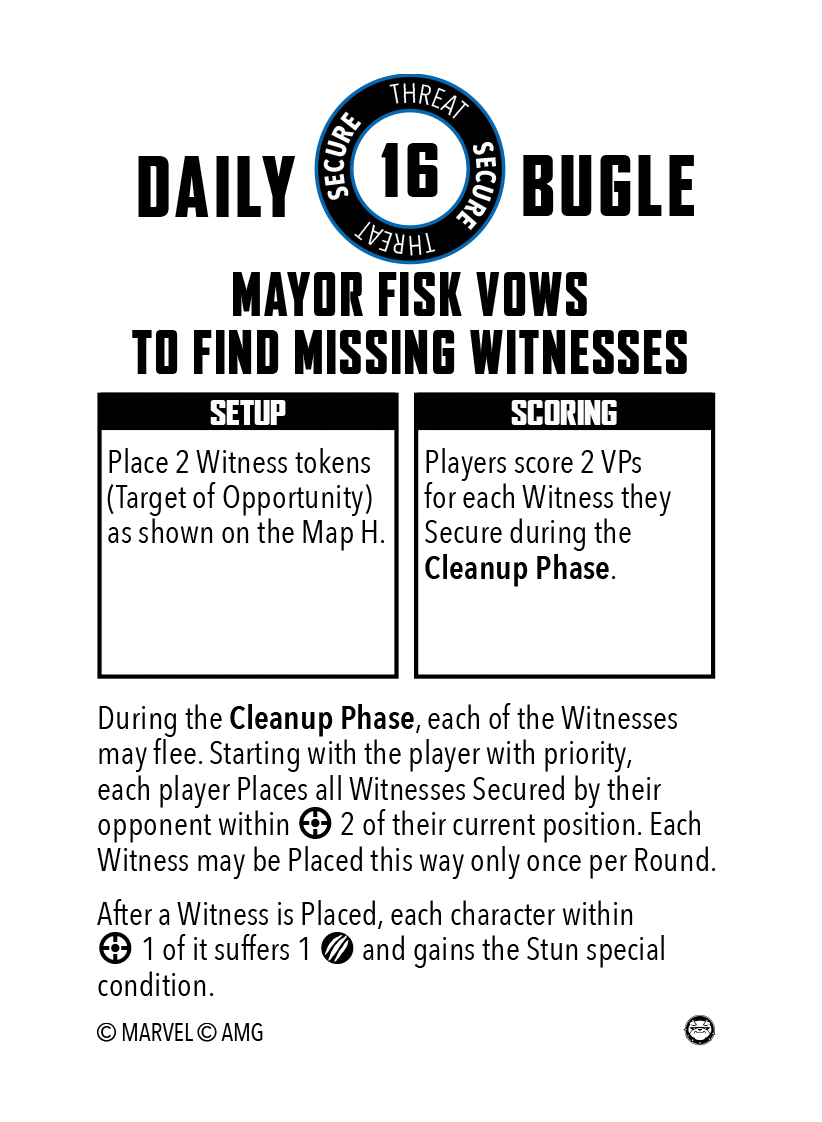 DAILY
SECURE THREAT SECURE THREAT
16
BUGLE
MAYOR FISK VOWS
TO FIND MISSING WITNESSES
SETUP
Place 2 Witness tokens
(Target of Opportunity)
as shown on the Map H.
SCORING
Players score 2 VPs
for each Witness they
Secure during the
Cleanup Phase.
During the Cleanup Phase, each of the Witnesses
may flee. Starting with the player with priority,
each player Places all Witnesses Secured by their
opponent within 2 of their current position. Each
Witness may be Placed this way only once per Round.
After a Witness is Placed, each character within
1 of it suffers 1 and gains the Stun special
condition.
© MARVEL © AMG